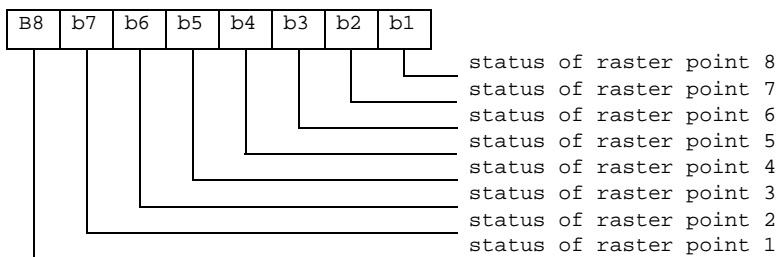 B8 b7 b6 b5 b4 b3 b2 b1
status of raster point 8
status of raster point 7
status of raster point 6
status of raster point 5
status of raster point 4
status of raster point 3
status of raster point 2
status of raster point 1